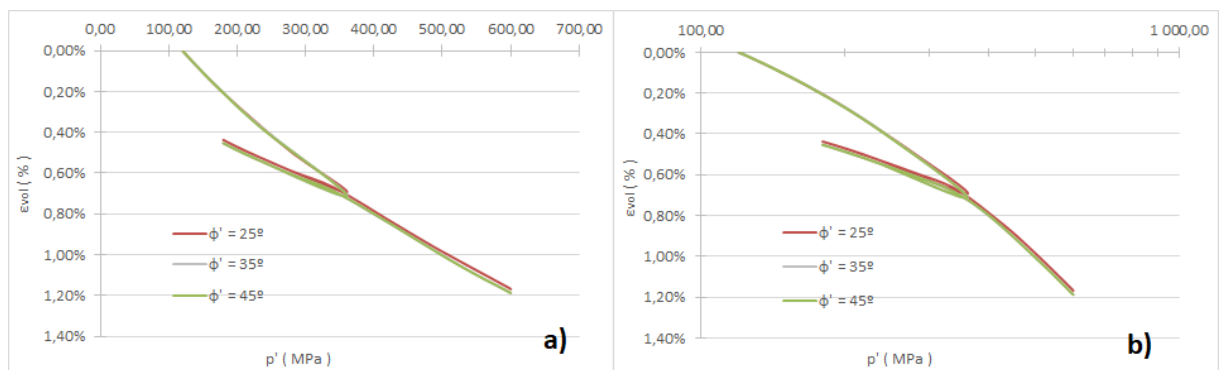 0,00 100,00 200,00 300,00 400,00 500,00 600,00 700,00
0,00%
0,20%
0,40%
0,60%
0,80%
1,00%
1,20%
1,40%
εvol ( % )
ϕ' = 25º
ϕ' = 35º
ϕ' = 45º
p' ( MPa )
a)
100,00 1 000,00
0,00%
0,20%
0,40%
0,60%
0,80%
1,00%
1,20%
1,40%
εvol ( % )
ϕ' = 25º
ϕ' = 35º
ϕ' = 45º
p' ( MPa )
b)